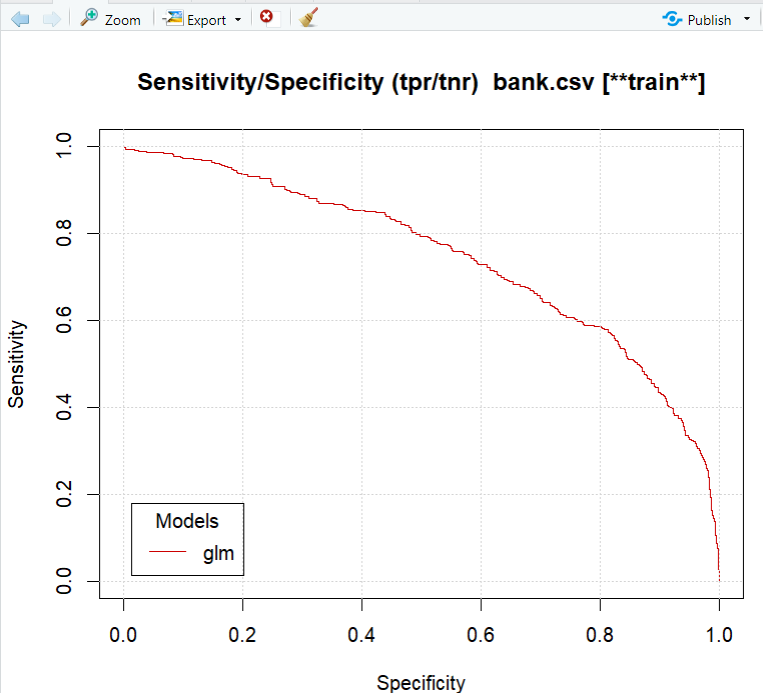 Zoom Export Publish
Sensitivity/Specificity (tpr/tnr) bank.csv [**train**]
1.0
0.8
0.6
0.4
0.2
0.0
Sensitivity
Models
glm
0.0 0.2 0.4 0.6 0.8 1.0
Specificity